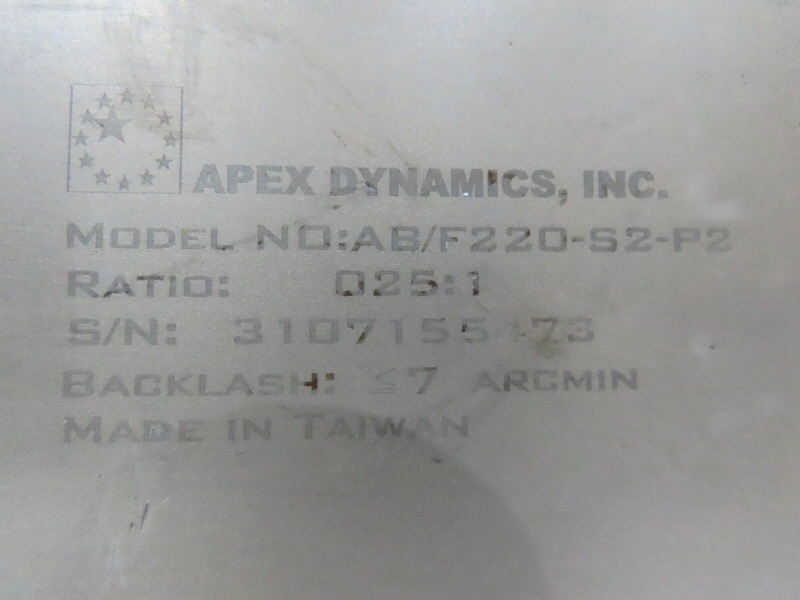 APEX DYNAMICS, INC.
MODEL NO:AB/F220-S2-P2
RATIO: 025:1
S/N: 3107155473
BACKLASH: ≤7 ARCMIN
MADE IN TAIWAN